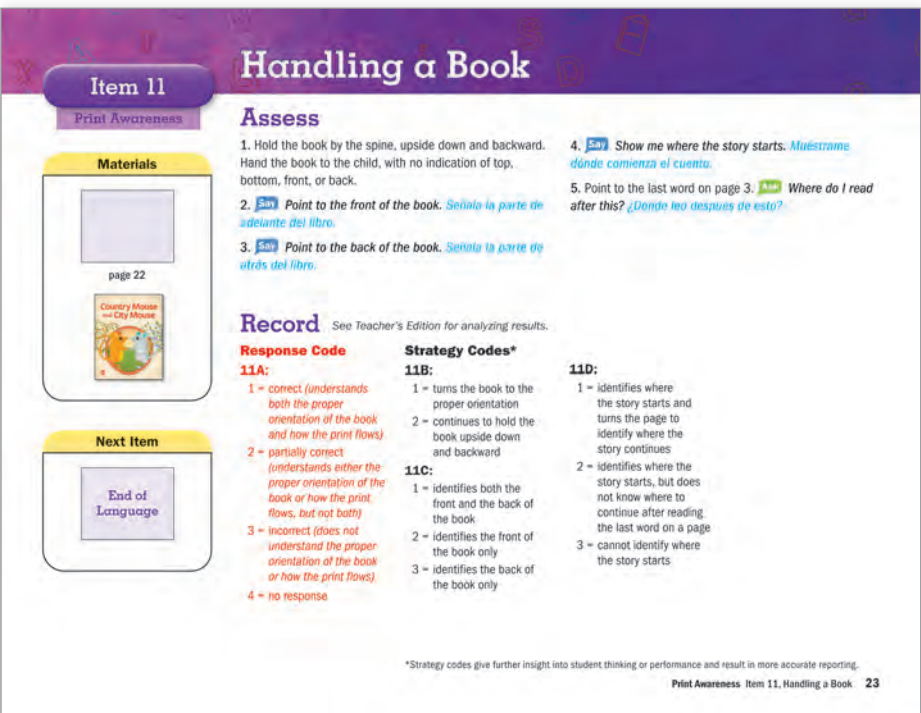 Handling a Book
Item 11
Print Awareness
Materials
page 22
Country Mouse
and City Mouse
Next Item
End of
Language
Assess
1. Hold the book by the spine, upside down and backward.
Hand the book to the child, with no indication of top,
bottom, front, or back.
2. Say Point to the front of the book. Señala la parte de
adelante del libro.
3. Say Point to the back of the book. Señala la parte de
atrás del libro.
4. Say Show me where the story starts. Muéstrame
dónde comienza el cuento.
5. Point to the last word on page 3. Ask Where do I read
after this? ¿Donde leo despues de esto?
Record See Teacher's Edition for analyzing results.
Response Code
11A:
1 = correct (understands
both the proper
orientation of the book
and how the print flows)
2 = partially correct
(understands either the
proper orientation of the
book or how the print
flows, but not both)
3 = incorrect (does not
understand the proper
orientation of the book
or how the print flows)
4 = no response
Strategy Codes*
11B:
1 = turns the book to the
proper orientation
2 = continues to hold the
book upside down
and backward
11C:
1 = identifies both the
front and the back of
the book
2 = identifies the front of
the book only
3 = identifies the back of
the book only
11D:
1 = identifies where
the story starts and
turns the page to
identify where the
story continues
2 = identifies where the
story starts, but does
not know where to
continue after reading
the last word on a page
3 = cannot identify where
the story starts
*Strategy codes give further insight into student thinking or performance and result in more accurate reporting.
Print Awareness Item 11, Handling a Book 23